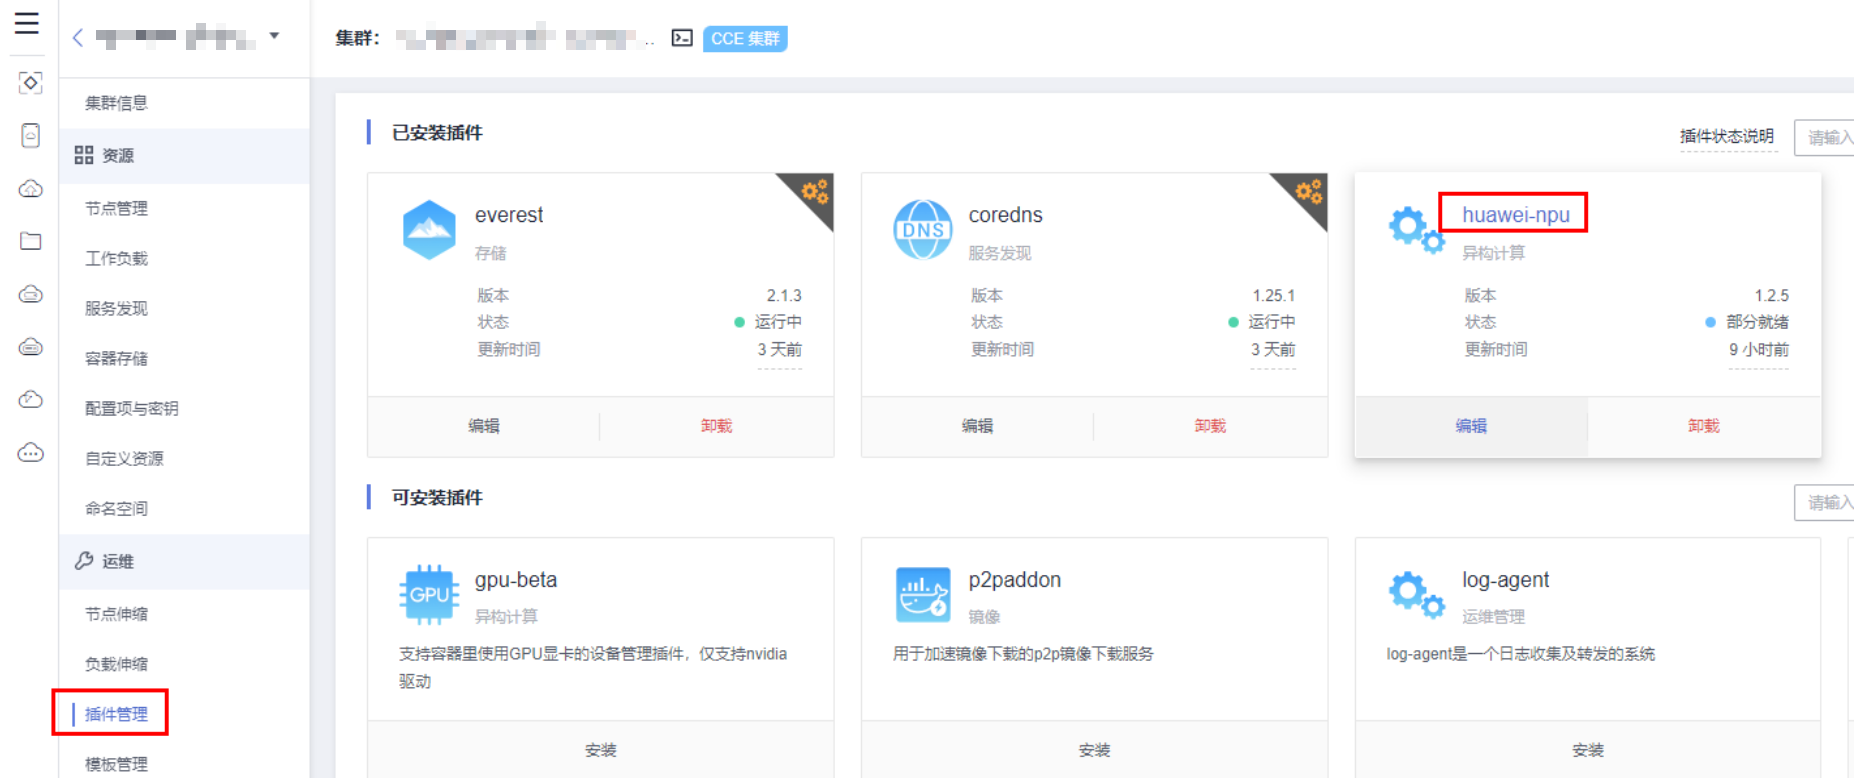 集群：
..
CCE 集群
集群信息
资源
节点管理
工作负载
服务发现
容器存储
配置项与密钥
自定义资源
命名空间
运维
节点伸缩
负载伸缩
插件管理
模板管理
已安装插件
插件状态说明
请输入
everest
存储
版本 2.1.3
状态 运行中
更新时间 3 天前
编辑 卸载
DNS
coredns
服务发现
版本 1.25.1
状态 运行中
更新时间 3 天前
编辑 卸载
huawei-npu
异构计算
版本 1.2.5
状态 部分就绪
更新时间 9 小时前
编辑 卸载
可安装插件
请输入
GPU
gpu-beta
异构计算
支持容器里使用GPU显卡的设备管理插件，仅支持nvidia
驱动
安装
p2paddon
镜像
用于加速镜像下载的p2p镜像下载服务
安装
log-agent
运维管理
log-agent是一个日志收集及转发的系统
安装